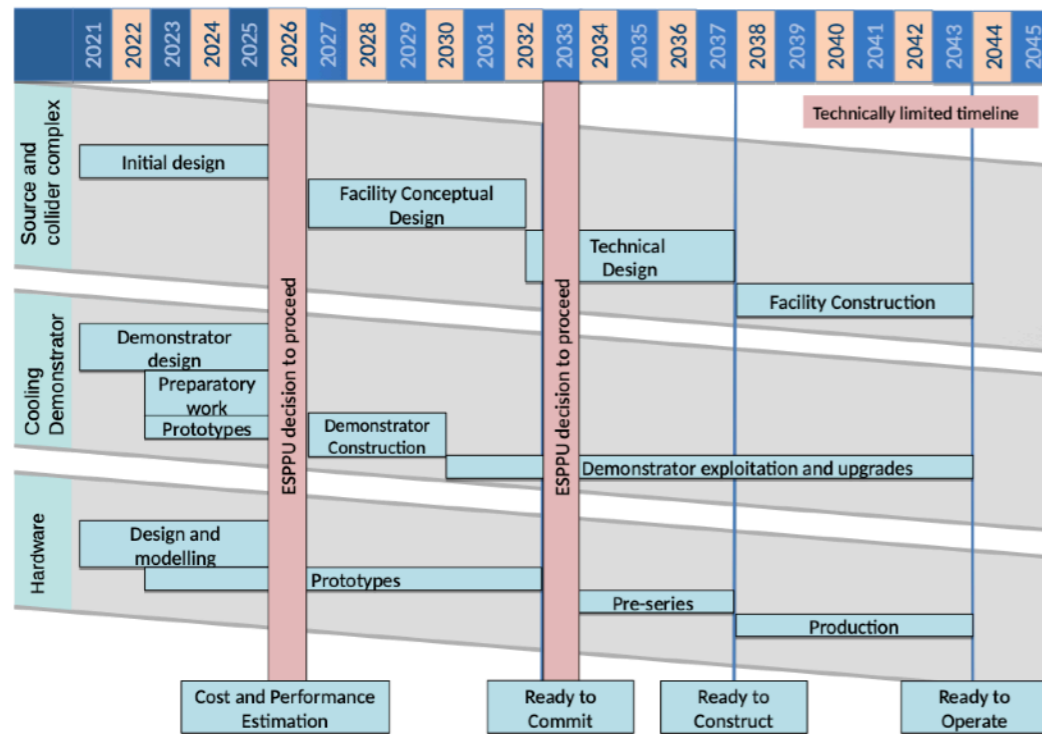 2021 2022 2023 2024 2025 2026 2027 2028 2029 2030 2031 2032 2033 2034 2035 2036 2037 2038 2039 2040 2041 2042 2043 2044 2045
Technically limited timeline
Source and
collider complex
Initial design
Facility Conceptual
Design
Technical
Design
Facility Construction
ESPPU decision to proceed
ESPPU decision to proceed
Cooling
Demonstrator
Demonstrator
design
Preparatory
work
Prototypes
Demonstrator
Construction
Demonstrator exploitation and upgrades
Hardware
Design and
modelling
Prototypes
Pre-series
Production
Cost and Performance
Estimation
Ready to
Commit
Ready to
Construct
Ready to
Operate